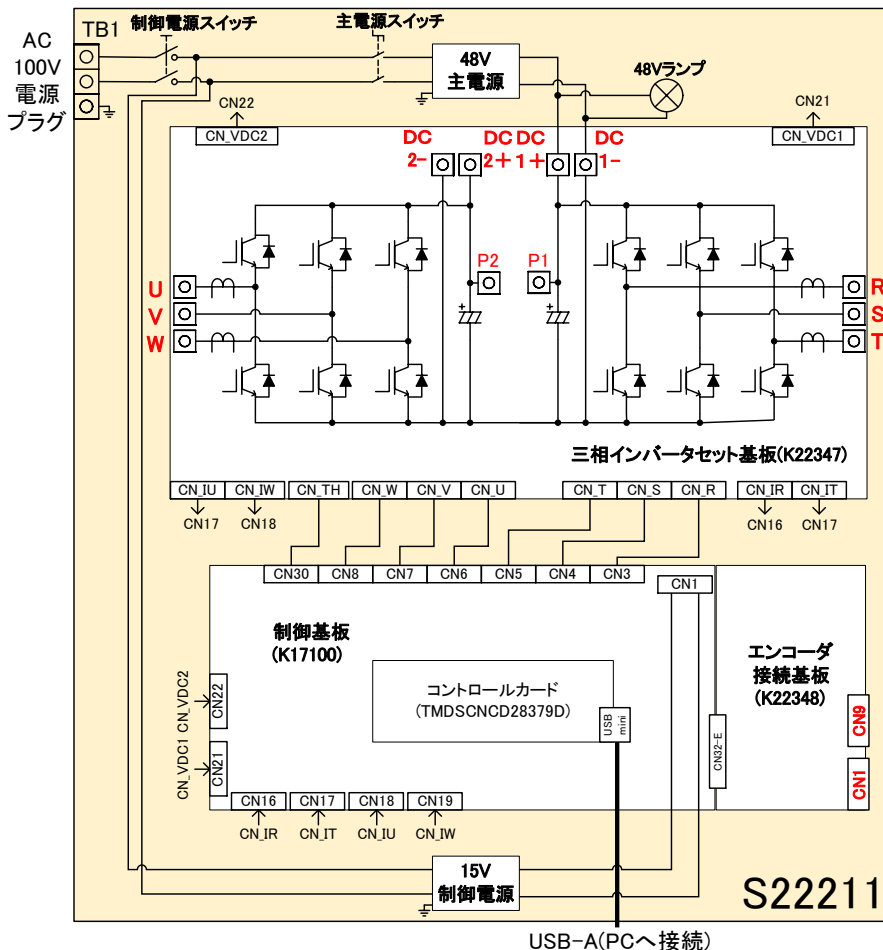 AC
100V
電源
プラグ
TB1
制御電源スイッチ
主電源スイッチ
48V
主電源
48Vランプ
CN22
CN_VDC2
CN21
CN_VDC1
DC
2-
DC
2+
DC
1+
DC
1-
P2
P1
U
V
W
R
S
T
三相インバータセット基板(K22347)
CN_IU
CN_IW
CN_TH
CN_W
CN_V
CN_U
CN_T
CN_S
CN_R
CN_IR
CN_IT
CN17
CN18
CN16
CN17
CN30
CN8
CN7
CN6
CN5
CN4
CN3
CN1
制御基板
(K17100)
コントロールカード
(TMDSCNCD28379D)
USB
mini
エンコーダ
接続基板
(K22348)
CN_VDC2
CN22
CN_VDC1
CN21
CN32-E
CN9
CN1
CN16
CN17
CN18
CN19
CN_IR
CN_IT
CN_IU
CN_IW
15V
制御電源
S22211
USB-A(PCへ接続)